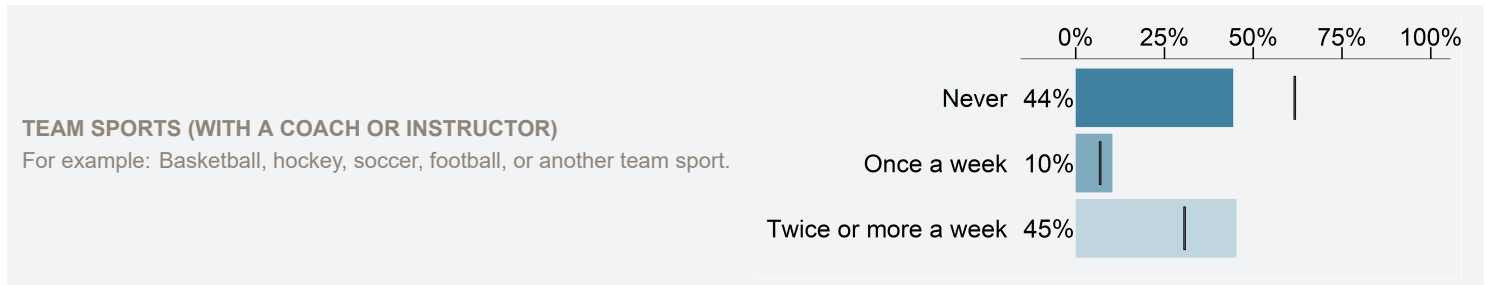 0% 25% 50% 75% 100%
Never 44%
TEAM SPORTS (WITH A COACH OR INSTRUCTOR)
For example: Basketball, hockey, soccer, football, or another team sport.
Once a week 10%
Twice or more a week 45%